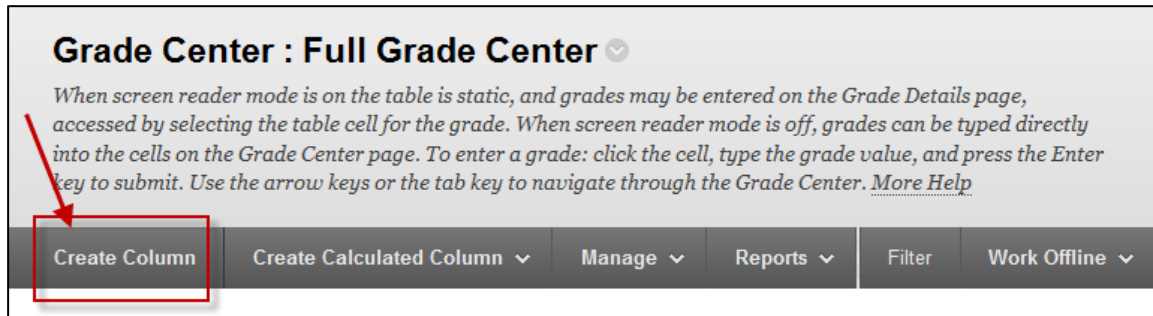 Grade Center : Full Grade Center
When screen reader mode is on the table is static, and grades may be entered on the Grade Details page,
accessed by selecting the table cell for the grade. When screen reader mode is off, grades can be typed directly
into the cells on the Grade Center page. To enter a grade: click the cell, type the grade value, and press the Enter
key to submit. Use the arrow keys or the tab key to navigate through the Grade Center. More Help
Create Column Create Calculated Column Manage Reports Filter Work Offline